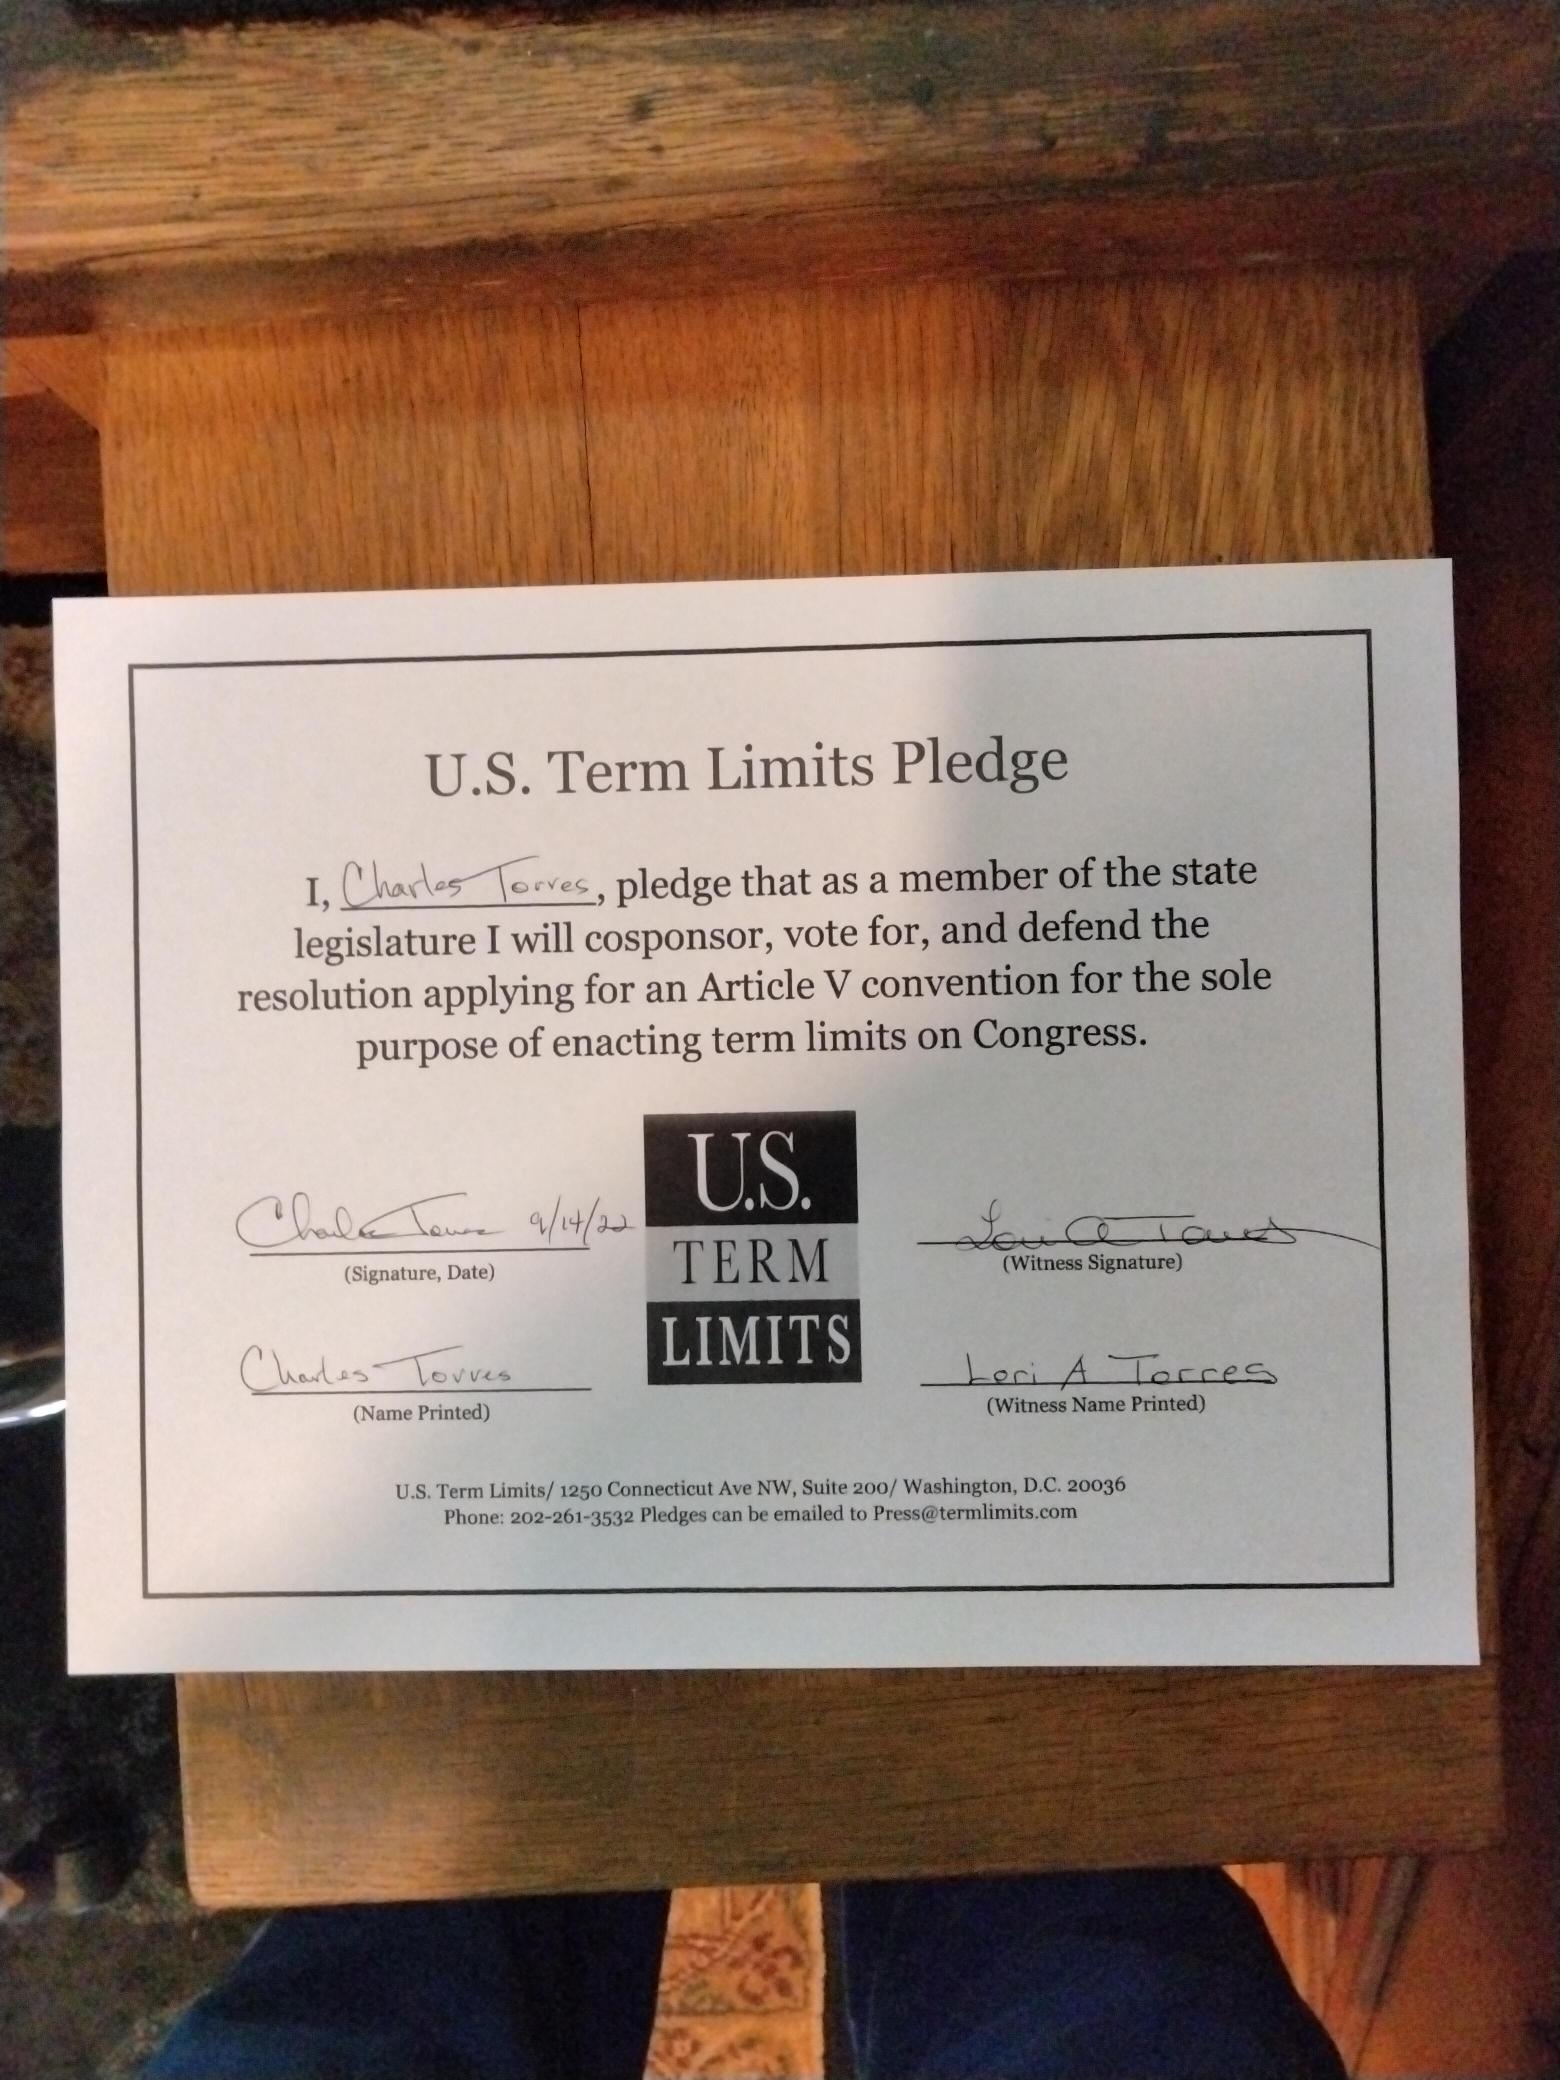 U.S. Term Limits Pledge
I, Charles Torres, pledge that as a member of the state
legislature I will cosponsor, vote for, and defend the
resolution applying for an Article V convention for the sole
purpose of enacting term limits on Congress.
U.S.
TERM
LIMITS
Charles Torres 9/14/22
(Signature, Date)
Lori A Torres
(Witness Signature)
Charles Torres
(Name Printed)
Lori A Torres
(Witness Name Printed)
U.S. Term Limits/ 1250 Connecticut Ave NW, Suite 200/ Washington, D.C. 20036
Phone: 202-261-3532 Pledges can be emailed to Press@termlimits.com